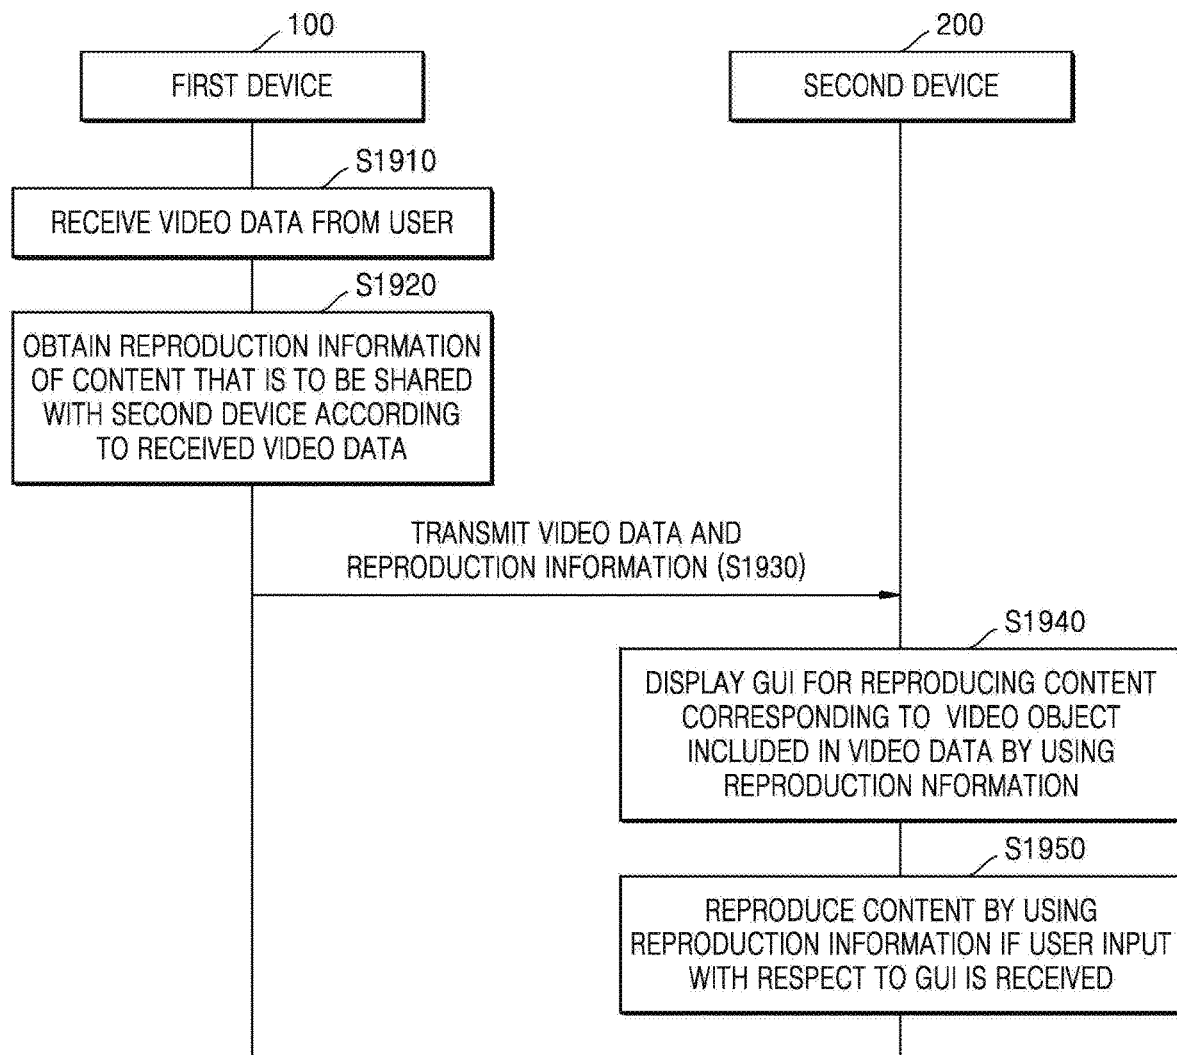 100
200
FIRST DEVICE
SECOND DEVICE
S1910
RECEIVE VIDEO DATA FROM USER
S1920
OBTAIN REPRODUCTION INFORMATION
OF CONTENT THAT IS TO BE SHARED
WITH SECOND DEVICE ACCORDING
TO RECEIVED VIDEO DATA
TRANSMIT VIDEO DATA AND
REPRODUCTION INFORMATION (S1930)
S1940
DISPLAY GUI FOR REPRODUCING CONTENT
CORRESPONDING TO VIDEO OBJECT
INCLUDED IN VIDEO DATA BY USING
REPRODUCTION NFORMATION
S1950
REPRODUCE CONTENT BY USING
REPRODUCTION INFORMATION IF USER INPUT
WITH RESPECT TO GUI IS RECEIVED